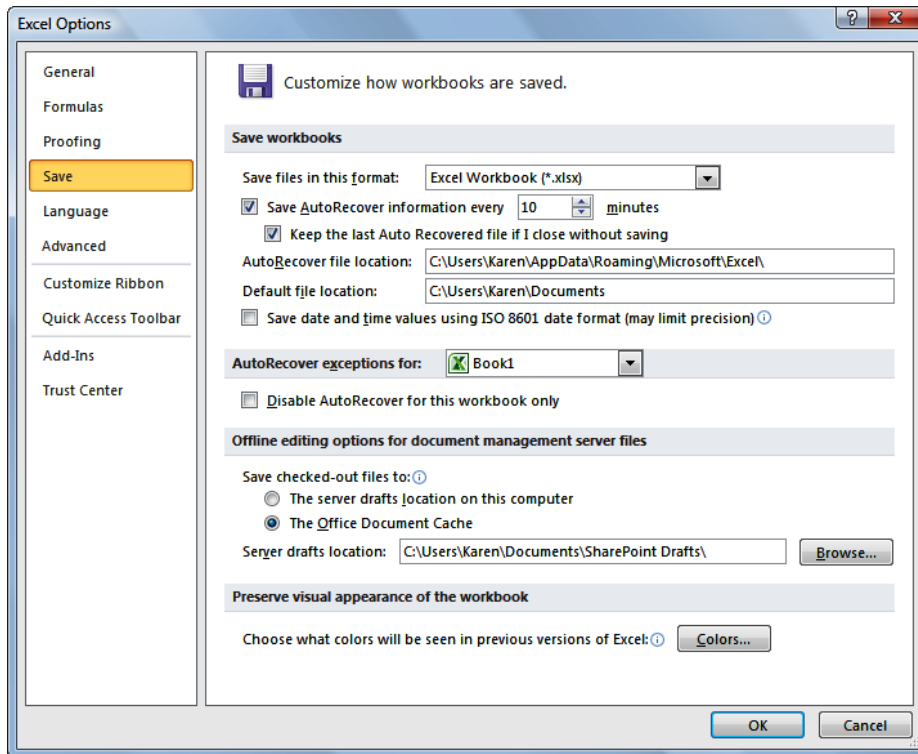 Excel Options
General
Formulas
Proofing
Save
Language
Advanced
Customize Ribbon
Quick Access Toolbar
Add-Ins
Trust Center
Customize how workbooks are saved.
Save workbooks
Save files in this format: Excel Workbook (*.xlsx)
Save AutoRecover information every 10 minutes
Keep the last Auto Recovered file if I close without saving
AutoRecover file location: C:\Users\Karen\AppData\Roaming\Microsoft\Excel\
Default file location: C:\Users\Karen\Documents
Save date and time values using ISO 8601 date format (may limit precision)
AutoRecover exceptions for: Book1
Disable AutoRecover for this workbook only
Offline editing options for document management server files
Save checked-out files to:
The server drafts location on this computer
The Office Document Cache
Server drafts location: C:\Users\Karen\Documents\SharePoint Drafts\ Browse...
Preserve visual appearance of the workbook
Choose what colors will be seen in previous versions of Excel: Colors...
OK Cancel